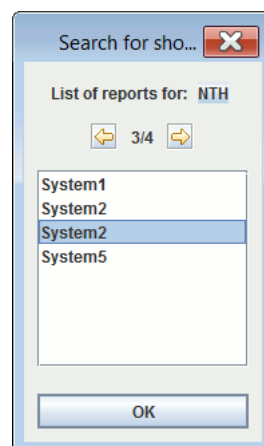 Search for sho...
List of reports for: NTH
3/4
System1
System2
System2
System5
OK